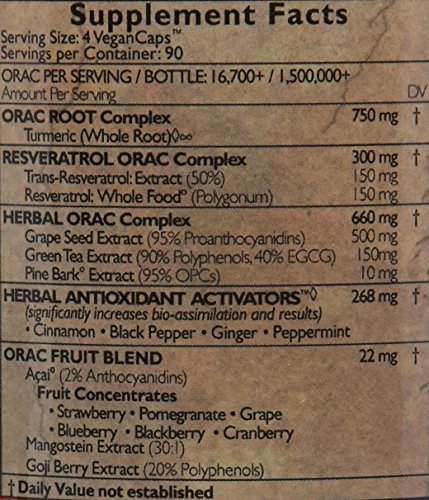 Supplement Facts
Serving Size: 4 VeganCaps™
Servings per Container: 90
ORAC PER SERVING / BOTTLE: 16,700+ / 1,500,000+
Amount Per Serving DV
ORAC ROOT Complex 750 mg †
Turmeric (Whole Root)◊∞
RESVERATROL ORAC Complex 300 mg †
Trans-Resveratrol: Extract (50%) 150 mg
Resveratrol: Whole Food° (Polygonum) 150 mg
HERBAL ORAC Complex 660 mg †
Grape Seed Extract (95% Proanthocyanidins) 500 mg
Green Tea Extract (90% Polyphenols, 40% EGCG) 150mg
Pine Bark° Extract (95% OPCs) 10 mg
HERBAL ANTIOXIDANT ACTIVATORS™◊ 268 mg †
(significantly increases bio-assimilation and results)
• Cinnamon • Black Pepper • Ginger • Peppermint
ORAC FRUIT BLEND 22 mg †
Açai° (2% Anthocyanidins)
Fruit Concentrates
• Strawberry • Pomegranate • Grape
• Blueberry • Blackberry • Cranberry
Mangostein Extract (30:1)
Goji Berry Extract (20% Polyphenols)
† Daily Value not established